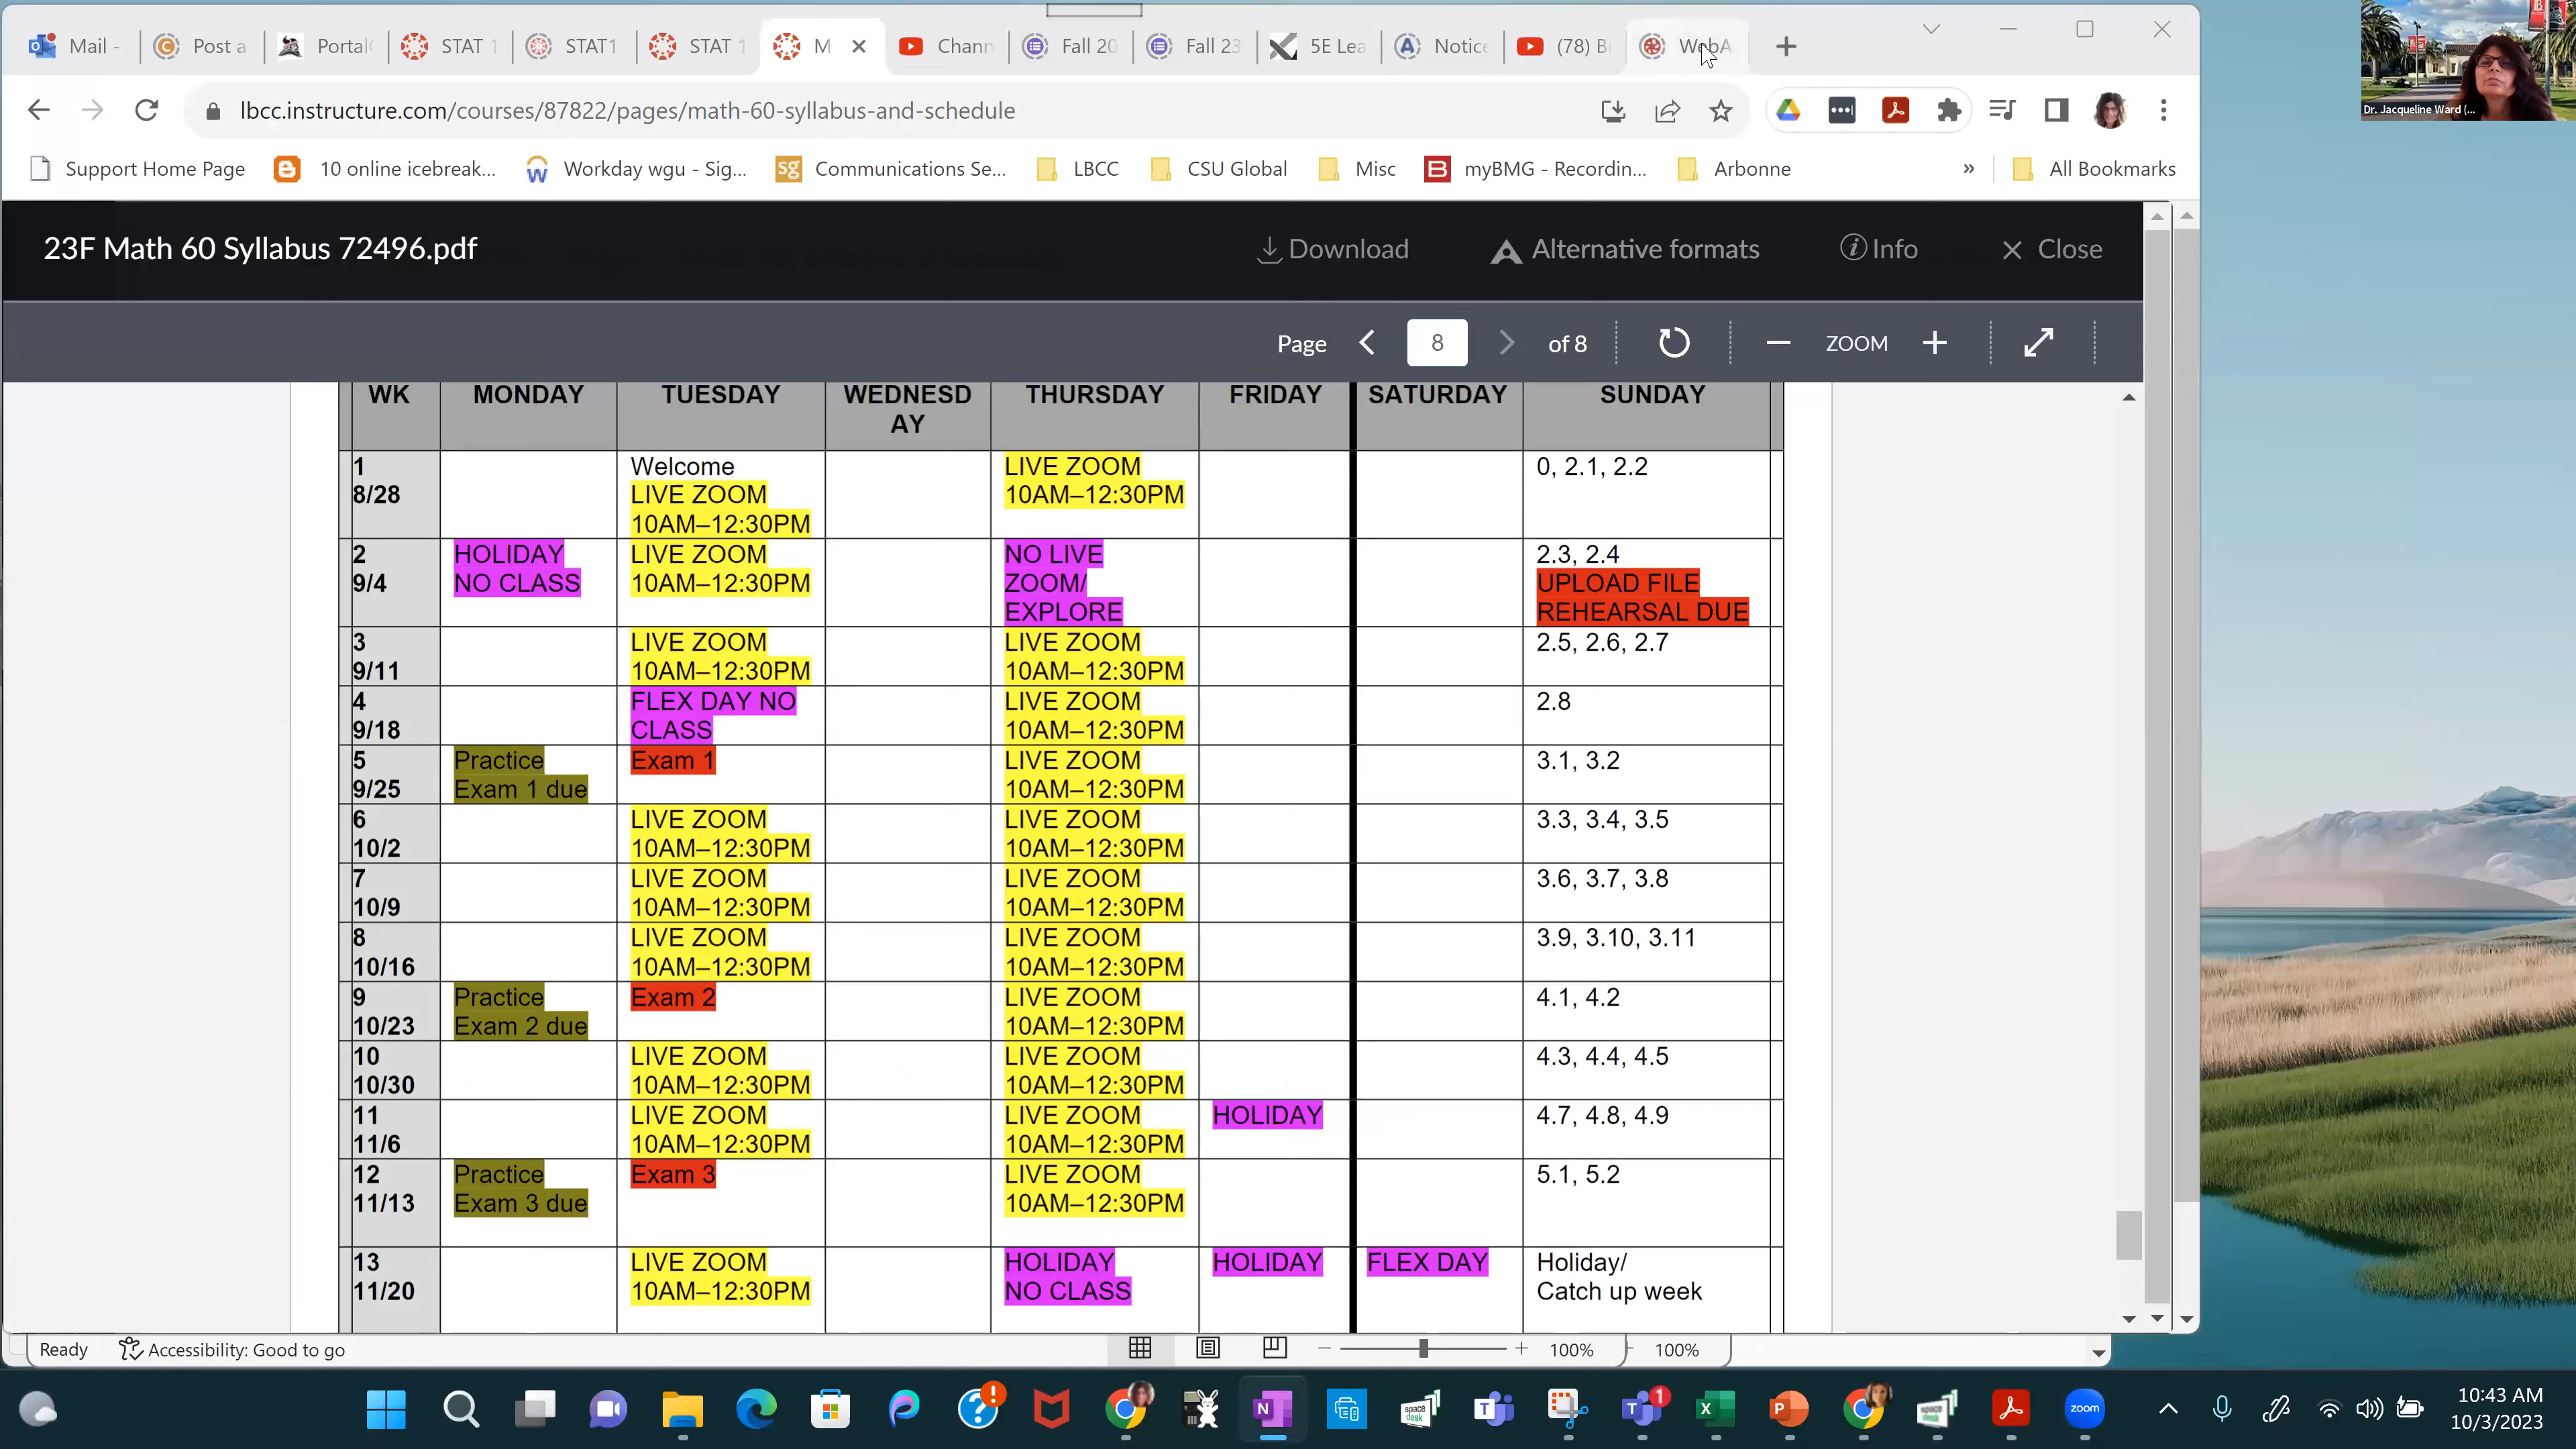 Mail -
Post a
Portal
STAT 1
STAT1
STAT 1
M
Chann
Fall 20
Fall 23
5E Lea
Notice
(78) B
WebA
lbcc.instructure.com/courses/87822/pages/math-60-syllabus-and-schedule
Support Home Page
10 online icebreak...
Workday wgu - Sig...
sg Communications Se...
LBCC
CSU Global
Misc
B myBMG - Recordin...
Arbonne
»
All Bookmarks
Dr. Jacqueline Ward (...
23F Math 60 Syllabus 72496.pdf
Download
Alternative formats
Info
Close
Page 8 of 8
ZOOM
WK MONDAY TUESDAY WEDNESD THURSDAY FRIDAY SATURDAY SUNDAY
AY
1 Welcome LIVE ZOOM 0, 2.1, 2.2
8/28 LIVE ZOOM 10AM–12:30PM
10AM–12:30PM
2 HOLIDAY LIVE ZOOM NO LIVE 2.3, 2.4
9/4 NO CLASS 10AM–12:30PM ZOOM/ UPLOAD FILE
EXPLORE REHEARSAL DUE
3 LIVE ZOOM LIVE ZOOM 2.5, 2.6, 2.7
9/11 10AM–12:30PM 10AM–12:30PM
4 FLEX DAY NO LIVE ZOOM 2.8
9/18 CLASS 10AM–12:30PM
5 Practice Exam 1 LIVE ZOOM 3.1, 3.2
9/25 Exam 1 due 10AM–12:30PM
6 LIVE ZOOM LIVE ZOOM 3.3, 3.4, 3.5
10/2 10AM–12:30PM 10AM–12:30PM
7 LIVE ZOOM LIVE ZOOM 3.6, 3.7, 3.8
10/9 10AM–12:30PM 10AM–12:30PM
8 LIVE ZOOM LIVE ZOOM 3.9, 3.10, 3.11
10/16 10AM–12:30PM 10AM–12:30PM
9 Practice Exam 2 LIVE ZOOM 4.1, 4.2
10/23 Exam 2 due 10AM–12:30PM
10 LIVE ZOOM LIVE ZOOM 4.3, 4.4, 4.5
10/30 10AM–12:30PM 10AM–12:30PM
11 LIVE ZOOM LIVE ZOOM HOLIDAY 4.7, 4.8, 4.9
11/6 10AM–12:30PM 10AM–12:30PM
12 Practice Exam 3 LIVE ZOOM 5.1, 5.2
11/13 Exam 3 due 10AM–12:30PM
13 LIVE ZOOM HOLIDAY HOLIDAY FLEX DAY Holiday/
11/20 10AM–12:30PM NO CLASS Catch up week
Ready
Accessibility: Good to go
100%
100%
space desk
1
space desk
zoom
10:43 AM
10/3/2023